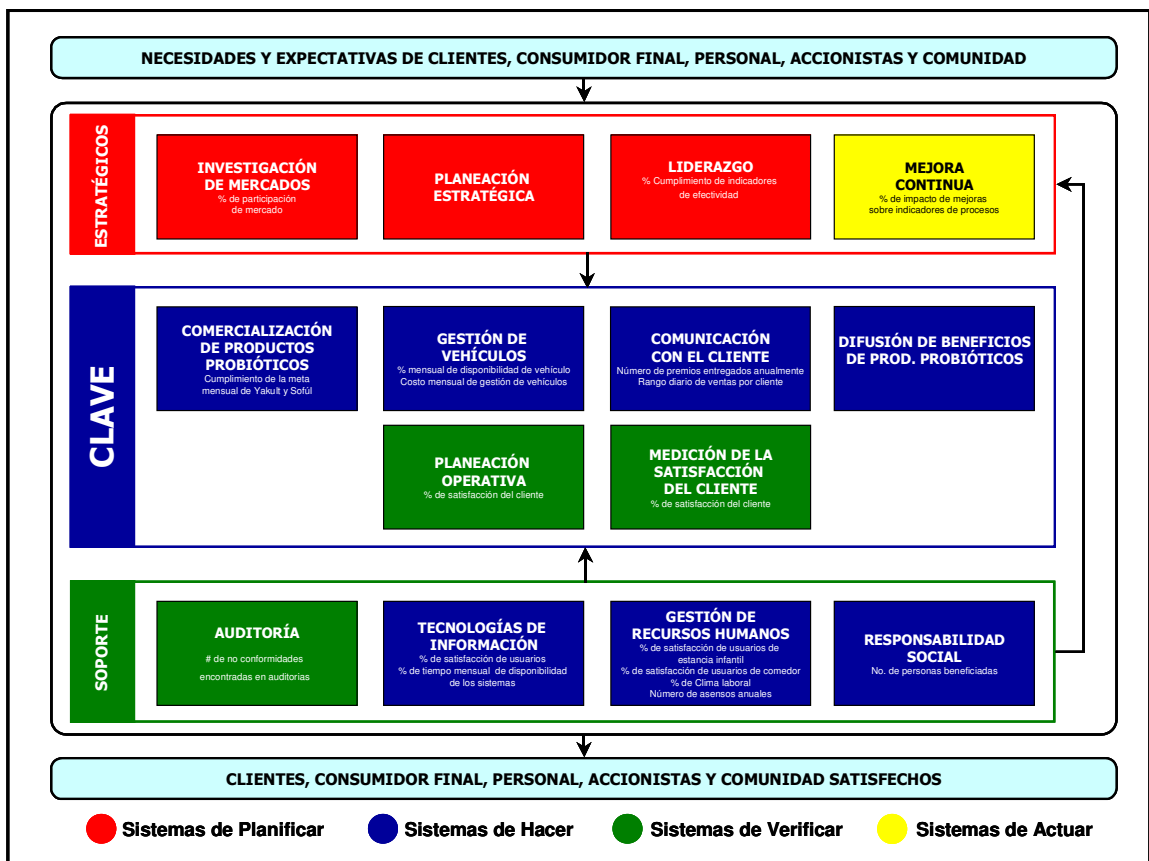 NECESIDADES Y EXPECTATIVAS DE CLIENTES, CONSUMIDOR FINAL, PERSONAL, ACCIONISTAS Y COMUNIDAD
ESTRATÉGICOS
INVESTIGACIÓN
DE MERCADOS
% de participación
de mercado
PLANEACIÓN
ESTRATÉGICA
LIDERAZGO
% Cumplimiento de indicadores
de efectividad
MEJORA
CONTINUA
% de impacto de mejoras
sobre indicadores de procesos
CLAVE
COMERCIALIZACIÓN
DE PRODUCTOS
PROBIÓTICOS
Cumplimiento de la meta
mensual de Yakult y Sofúl
GESTIÓN DE
VEHÍCULOS
% mensual de disponibilidad de vehículo
Costo mensual de gestión de vehículos
COMUNICACIÓN
CON EL CLIENTE
Número de premios entregados anualmente
Rango diario de ventas por cliente
DIFUSIÓN DE BENEFICIOS
DE PROD. PROBIÓTICOS
PLANEACIÓN
OPERATIVA
% de satisfacción del cliente
MEDICIÓN DE LA
SATISFACCIÓN
DEL CLIENTE
% de satisfacción del cliente
SOPORTE
AUDITORÍA
# de no conformidades
encontradas en auditorias
TECNOLOGÍAS DE
INFORMACIÓN
% de satisfacción de usuarios
% de tiempo mensual de disponibilidad
de los sistemas
GESTIÓN DE
RECURSOS HUMANOS
% de satisfacción de usuarios de
estancia infantil
% de satisfacción de usuarios de comedor
% de Clima laboral
Número de asensos anuales
RESPONSABILIDAD
SOCIAL
No. de personas beneficiadas
CLIENTES, CONSUMIDOR FINAL, PERSONAL, ACCIONISTAS Y COMUNIDAD SATISFECHOS
Sistemas de Planificar
Sistemas de Hacer
Sistemas de Verificar
Sistemas de Actuar